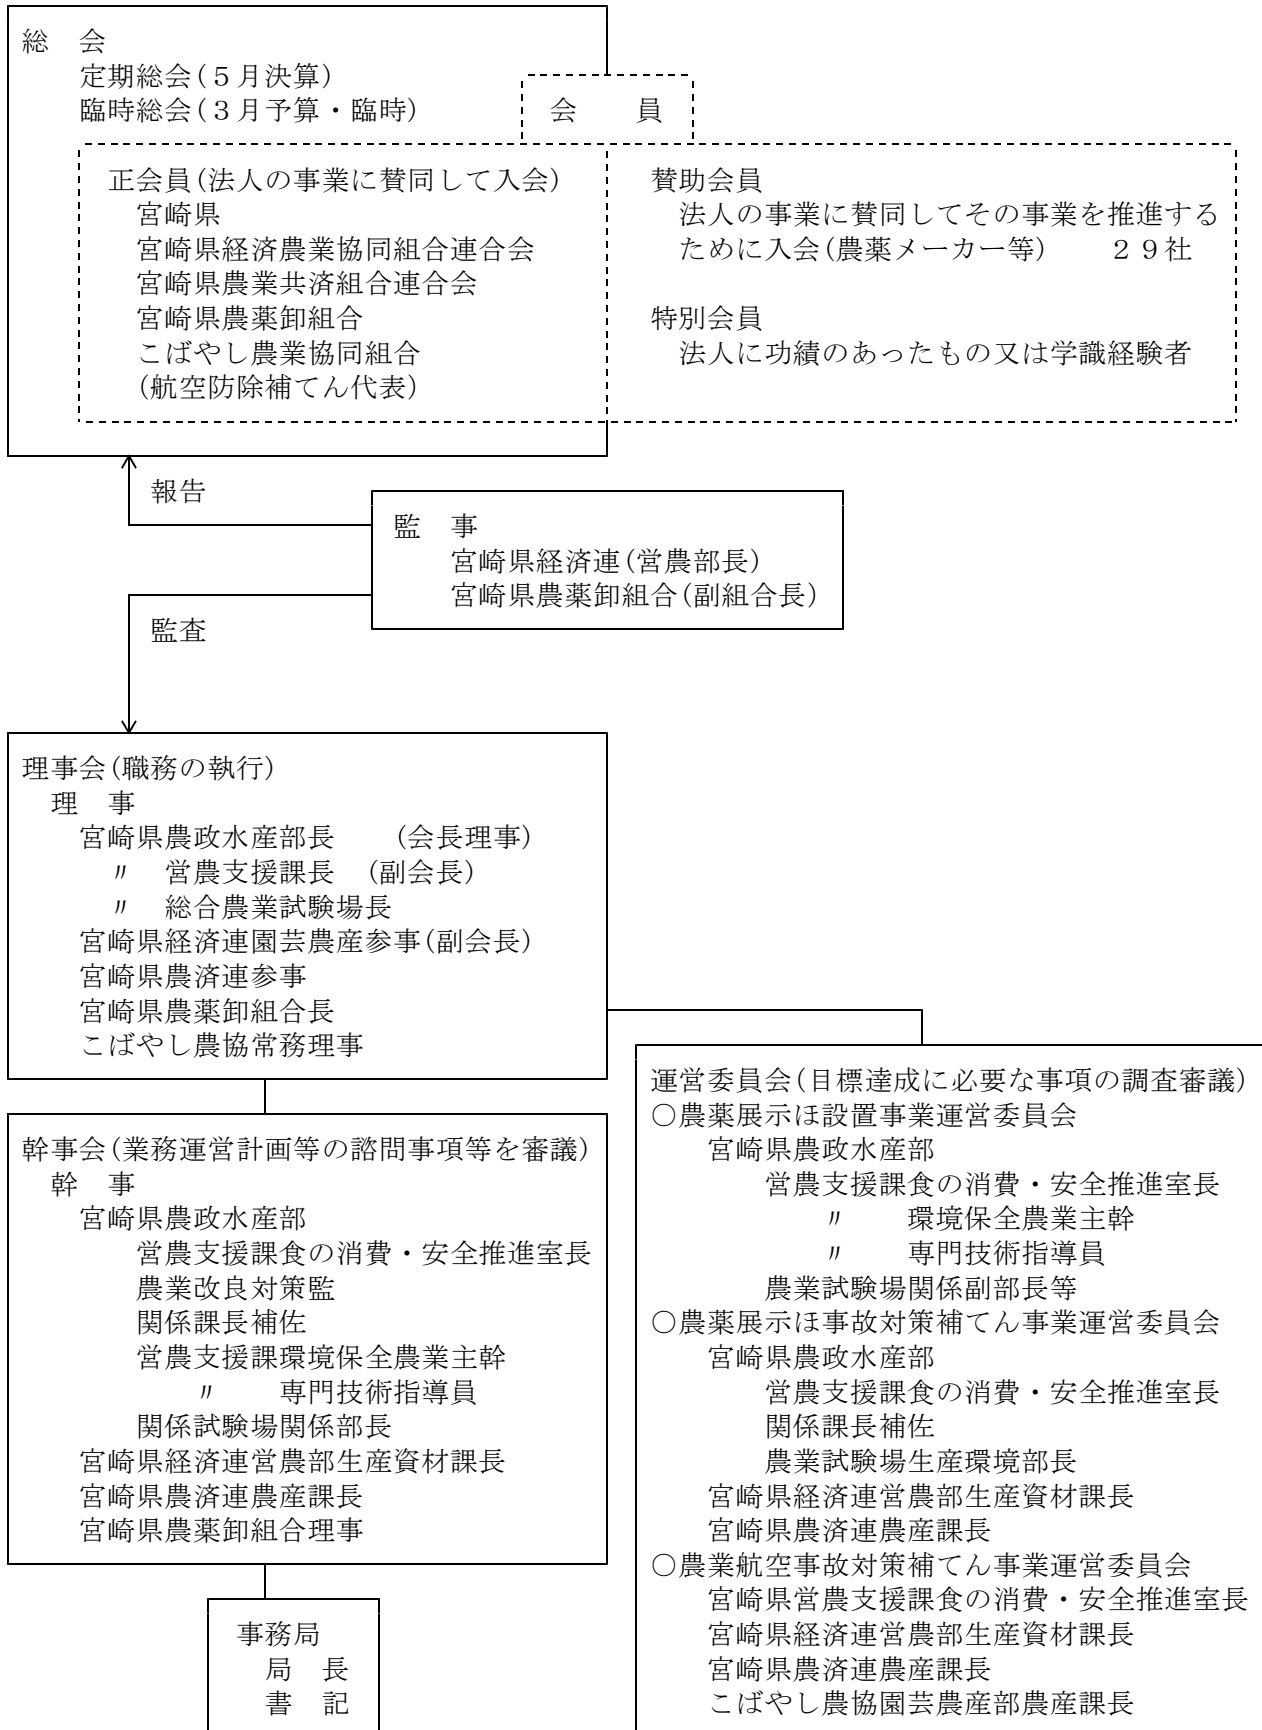 総　会
定期総会(５月決算)
臨時総会(３月予算・臨時)
会　　員
正会員(法人の事業に賛同して入会)
宮崎県
宮崎県経済農業協同組合連合会
宮崎県農業共済組合連合会
宮崎県農薬卸組合
こばやし農業協同組合
(航空防除補てん代表)
賛助会員
法人の事業に賛同してその事業を推進する
ために入会(農薬メーカー等)　　２９社
特別会員
法人に功績のあったもの又は学識経験者
報告
監　事
宮崎県経済連(営農部長)
宮崎県農薬卸組合(副組合長)
監査
理事会(職務の執行)
理　事
宮崎県農政水産部長　　(会長理事)
〃　営農支援課長　(副会長)
〃　総合農業試験場長
宮崎県経済連園芸農産参事(副会長)
宮崎県農済連参事
宮崎県農薬卸組合長
こばやし農協常務理事
幹事会(業務運営計画等の諮問事項等を審議)
幹　事
宮崎県農政水産部
営農支援課食の消費・安全推進室長
農業改良対策監
関係課長補佐
営農支援課環境保全農業主幹
〃　　専門技術指導員
関係試験場関係部長
宮崎県経済連営農部生産資材課長
宮崎県農済連農産課長
宮崎県農薬卸組合理事
事務局
局　長
書　記
運営委員会(目標達成に必要な事項の調査審議)
○農薬展示ほ設置事業運営委員会
宮崎県農政水産部
営農支援課食の消費・安全推進室長
〃　　環境保全農業主幹
〃　　専門技術指導員
農業試験場関係副部長等
○農薬展示ほ事故対策補てん事業運営委員会
宮崎県農政水産部
営農支援課食の消費・安全推進室長
関係課長補佐
農業試験場生産環境部長
宮崎県経済連営農部生産資材課長
宮崎県農済連農産課長
○農業航空事故対策補てん事業運営委員会
宮崎県営農支援課食の消費・安全推進室長
宮崎県経済連営農部生産資材課長
宮崎県農済連農産課長
こばやし農協園芸農産部農産課長